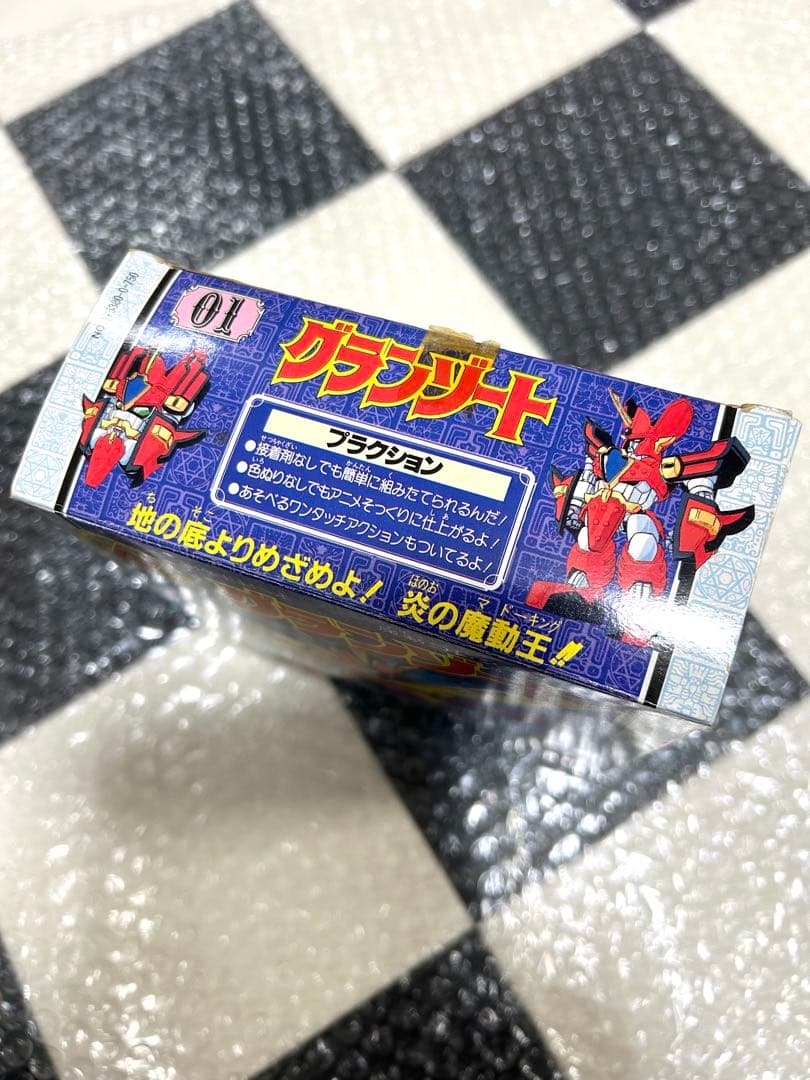 01
グランゾート
プラクション
●接着剤なしでも簡単に組みたてられるんだ!
●色ぬりなしでもアニメそっくりに仕上がるよ!
●あそべるワンタッチアクションもついてるよ!
地の底よりめざめよ! 炎の魔動王!!